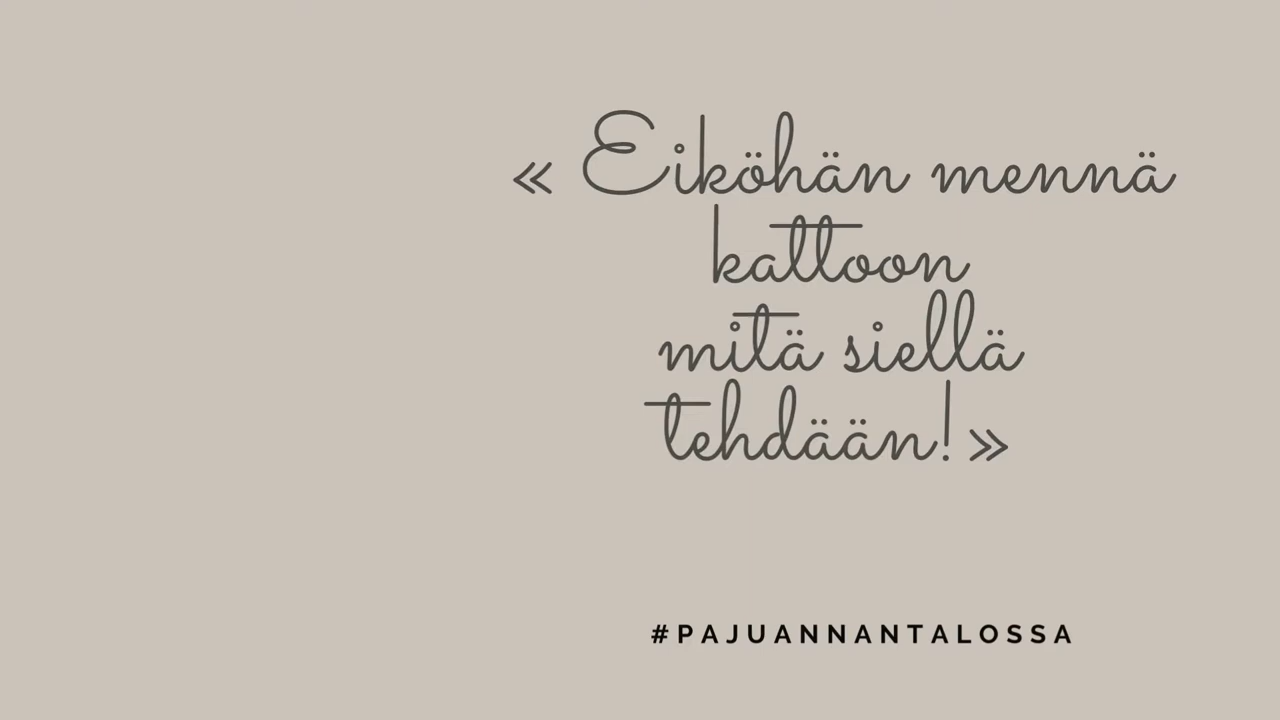 « Eiköhän mennä
kattoon
mitä siellä
tehdään! »
#PAJUANNANTALOSSA